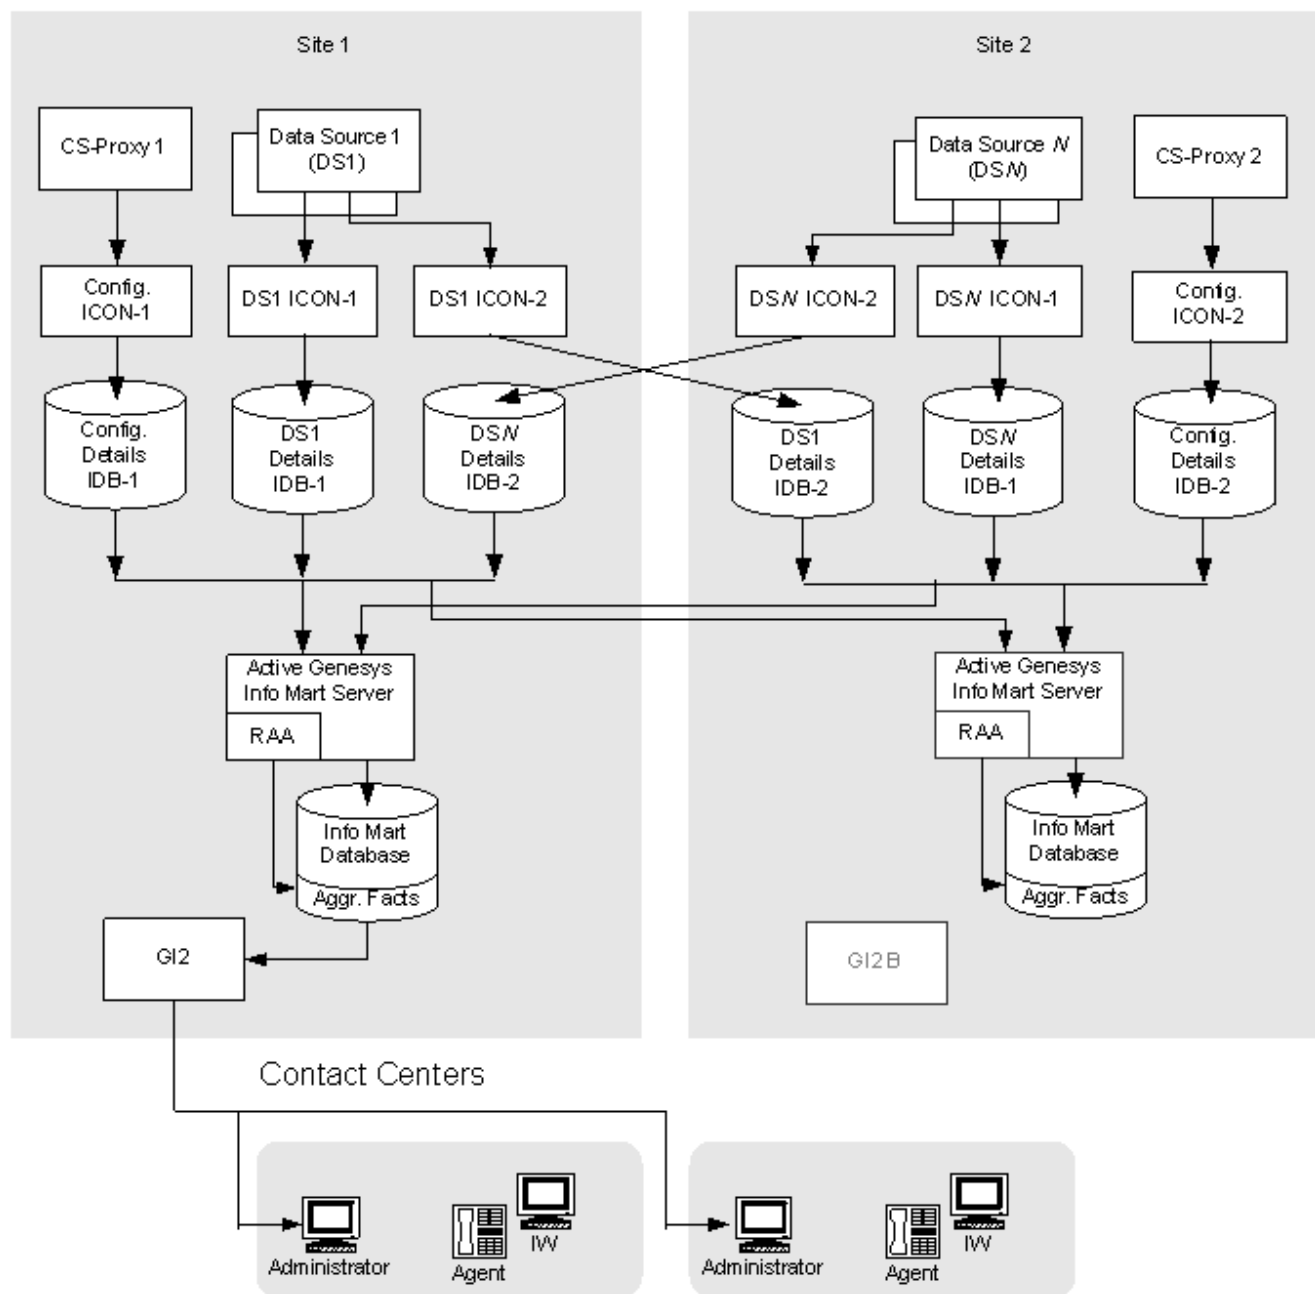 Site 1
Site 2
CS-Proxy 1
Data Source 1
(DS1)
Data Source N
(DSN)
CS-Proxy 2
Config.
ICON-1
DS1 ICON-1
DS1 ICON-2
DSN ICON-2
DSN ICON-1
Config.
ICON-2
Config.
Details
IDB-1
DS1
Details
IDB-1
DSN
Details
IDB-2
DS1
Details
IDB-2
DSN
Details
IDB-1
Config.
Details
IDB-2
Active Genesys
Info Mart Server
RAA
Active Genesys
Info Mart Server
RAA
Info Mart
Database
Aggr. Facts
Info Mart
Database
Aggr. Facts
GI2
GI2B
Contact Centers
Administrator
Agent
IW
Administrator
Agent
IW